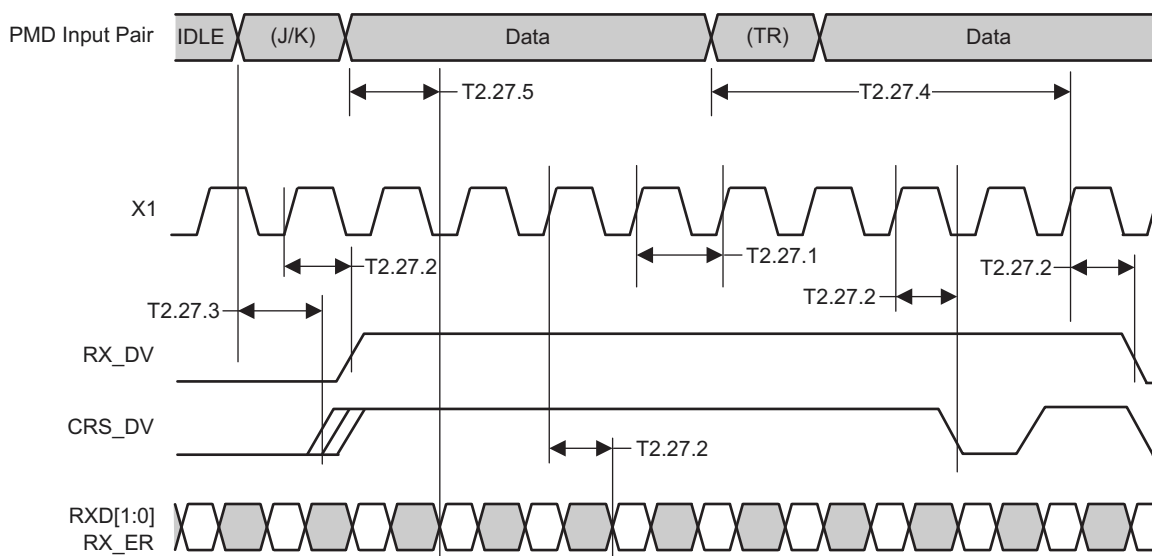 PMD Input Pair
IDLE
(J/K)
Data
(TR)
Data
T2.27.5
T2.27.4
X1
T2.27.2
T2.27.1
T2.27.2
T2.27.3
T2.27.2
RX_DV
CRS_DV
T2.27.2
RXD[1:0]
RX_ER